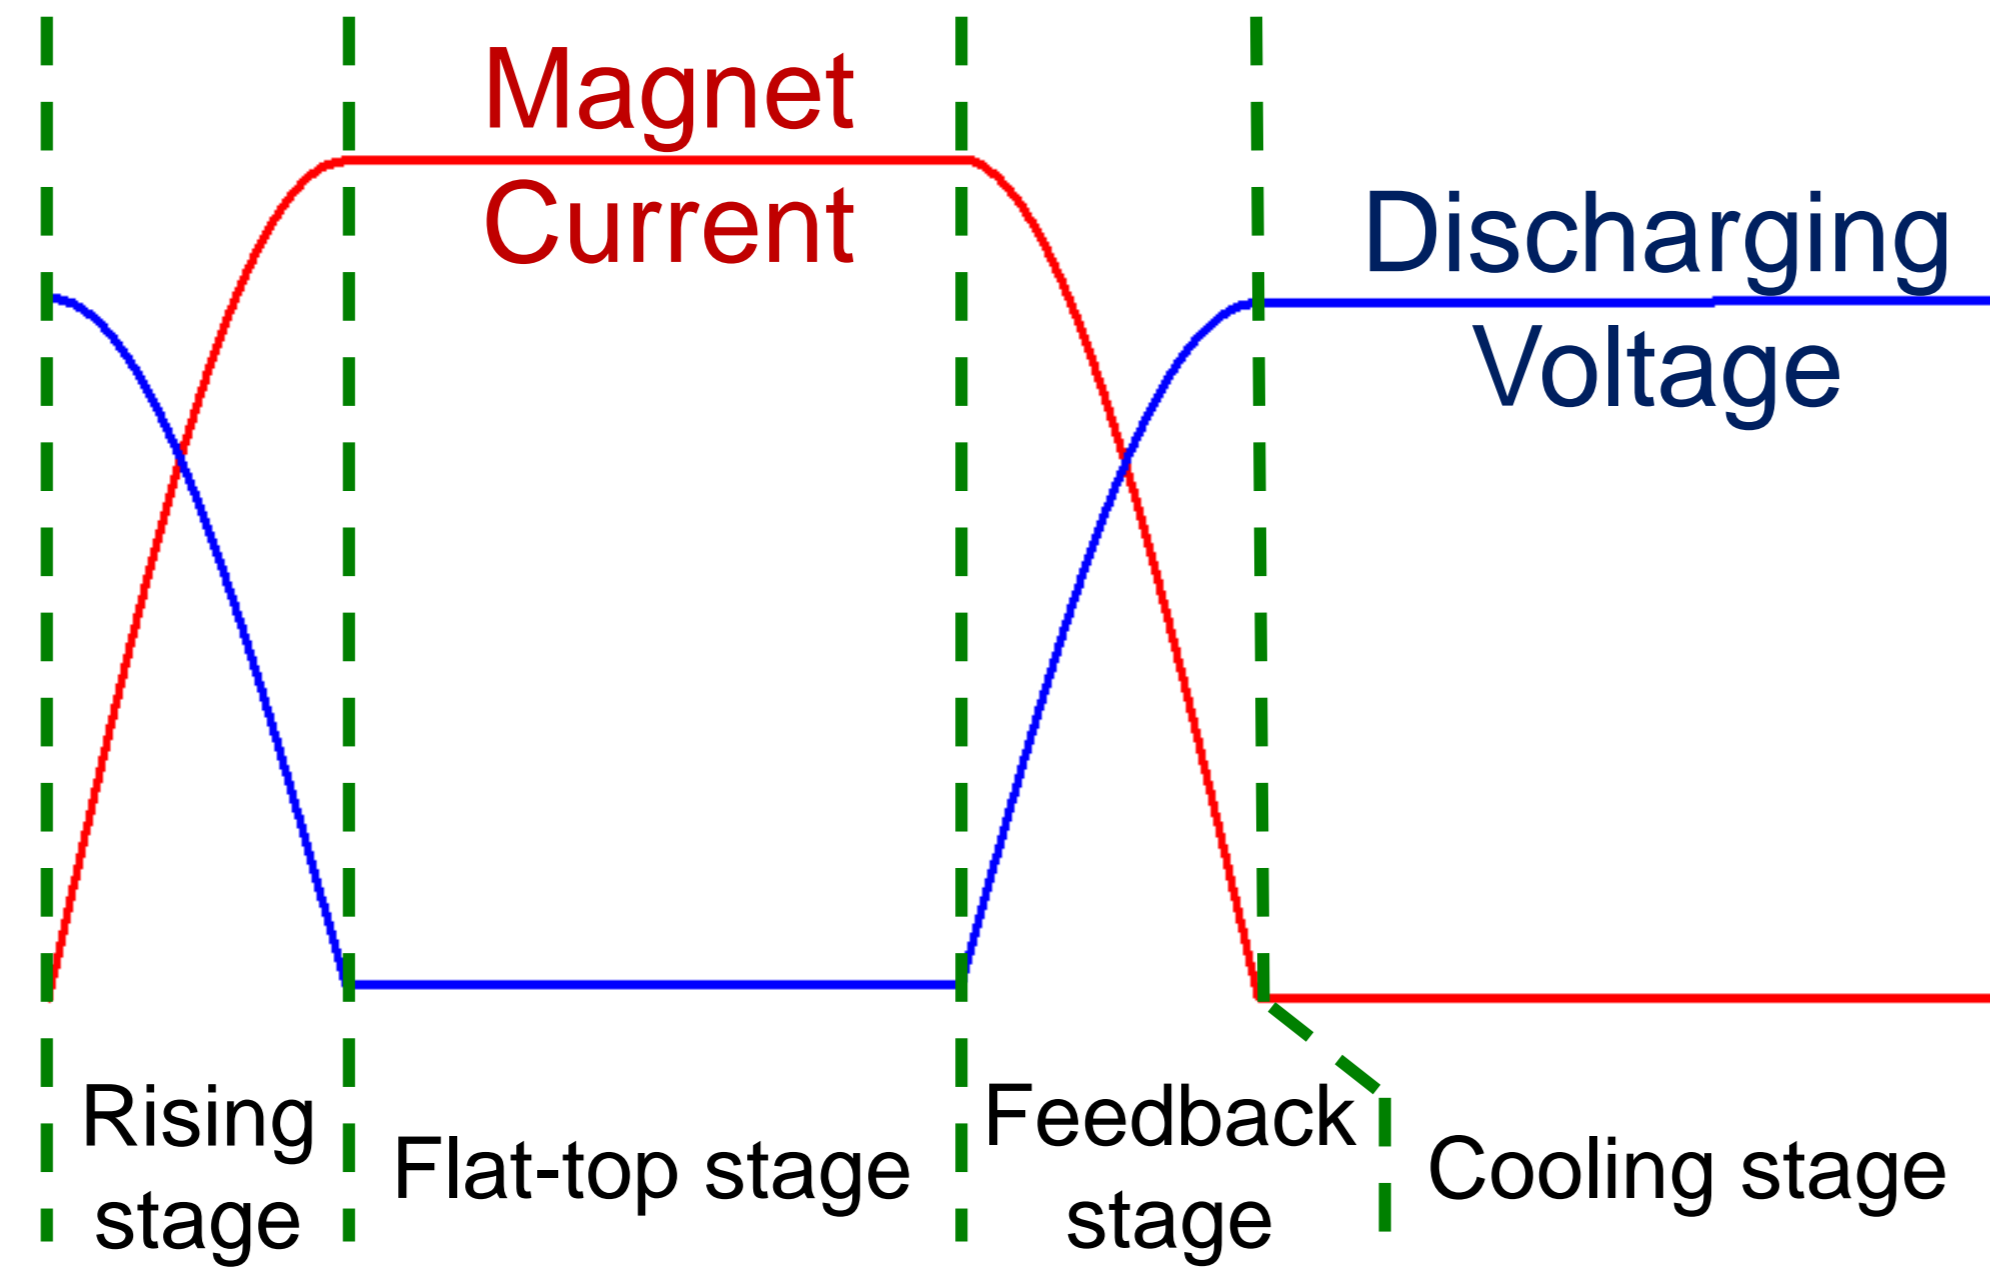 Magnet
Current
Discharging
Voltage
Rising
stage
Flat-top stage
Feedback
stage
Cooling stage